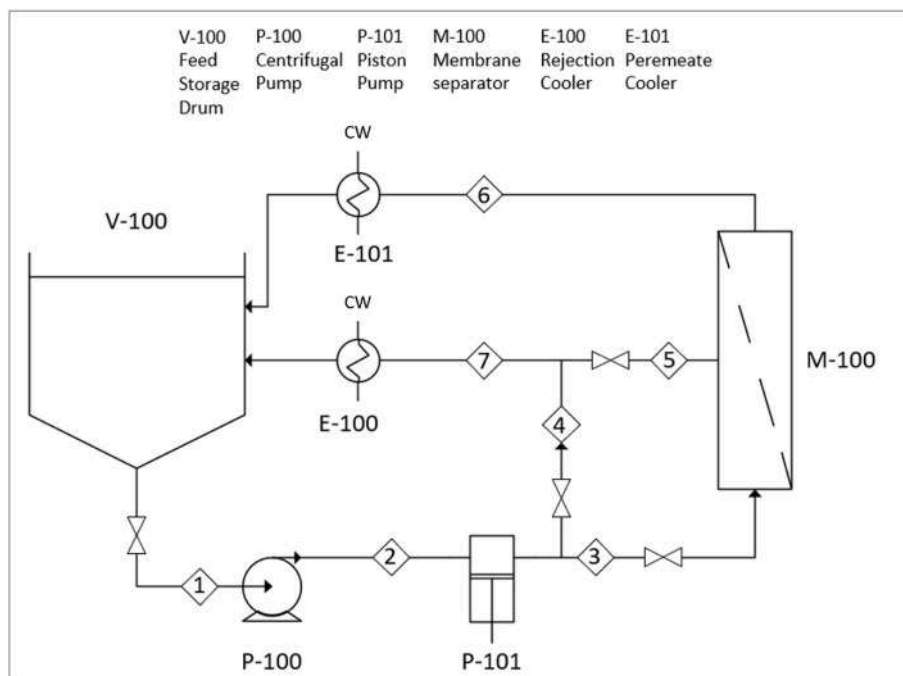 V-100 P-100 P-101 M-100 E-100 E-101
Feed Centrifugal Piston Membrane Rejection Peremeate
Storage Pump Pump separator Cooler Cooler
Drum
CW
6
V-100
E-101
CW
7
5
M-100
E-100
4
2
3
1
P-100
P-101